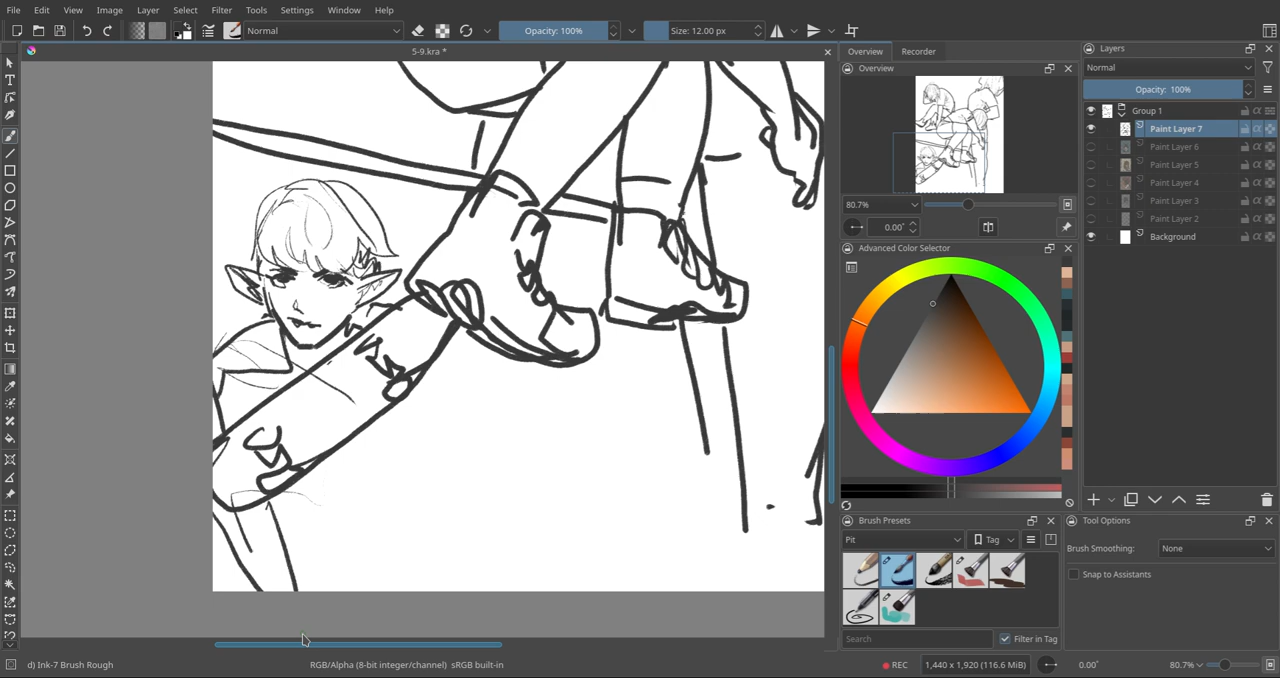 File Edit View Image Layer Select Filter Tools Settings Window Help
Normal Opacity: 100% Size: 12.00 px
5-9.kra *
Overview Recorder
Overview
80.7%
0.00°
Advanced Color Selector
Brush Presets
Pit Tag
Search Filter in Tag
Layers
Normal
Opacity: 100%
Group 1
Paint Layer 7
Paint Layer 6
Paint Layer 5
Paint Layer 4
Paint Layer 3
Paint Layer 2
Background
Tool Options
Brush Smoothing: None
Snap to Assistants
d) Ink-7 Brush Rough RGB/Alpha (8-bit integer/channel) sRGB built-in REC 1,440 x 1,920 (116.6 MiB) 0.00° 80.7%